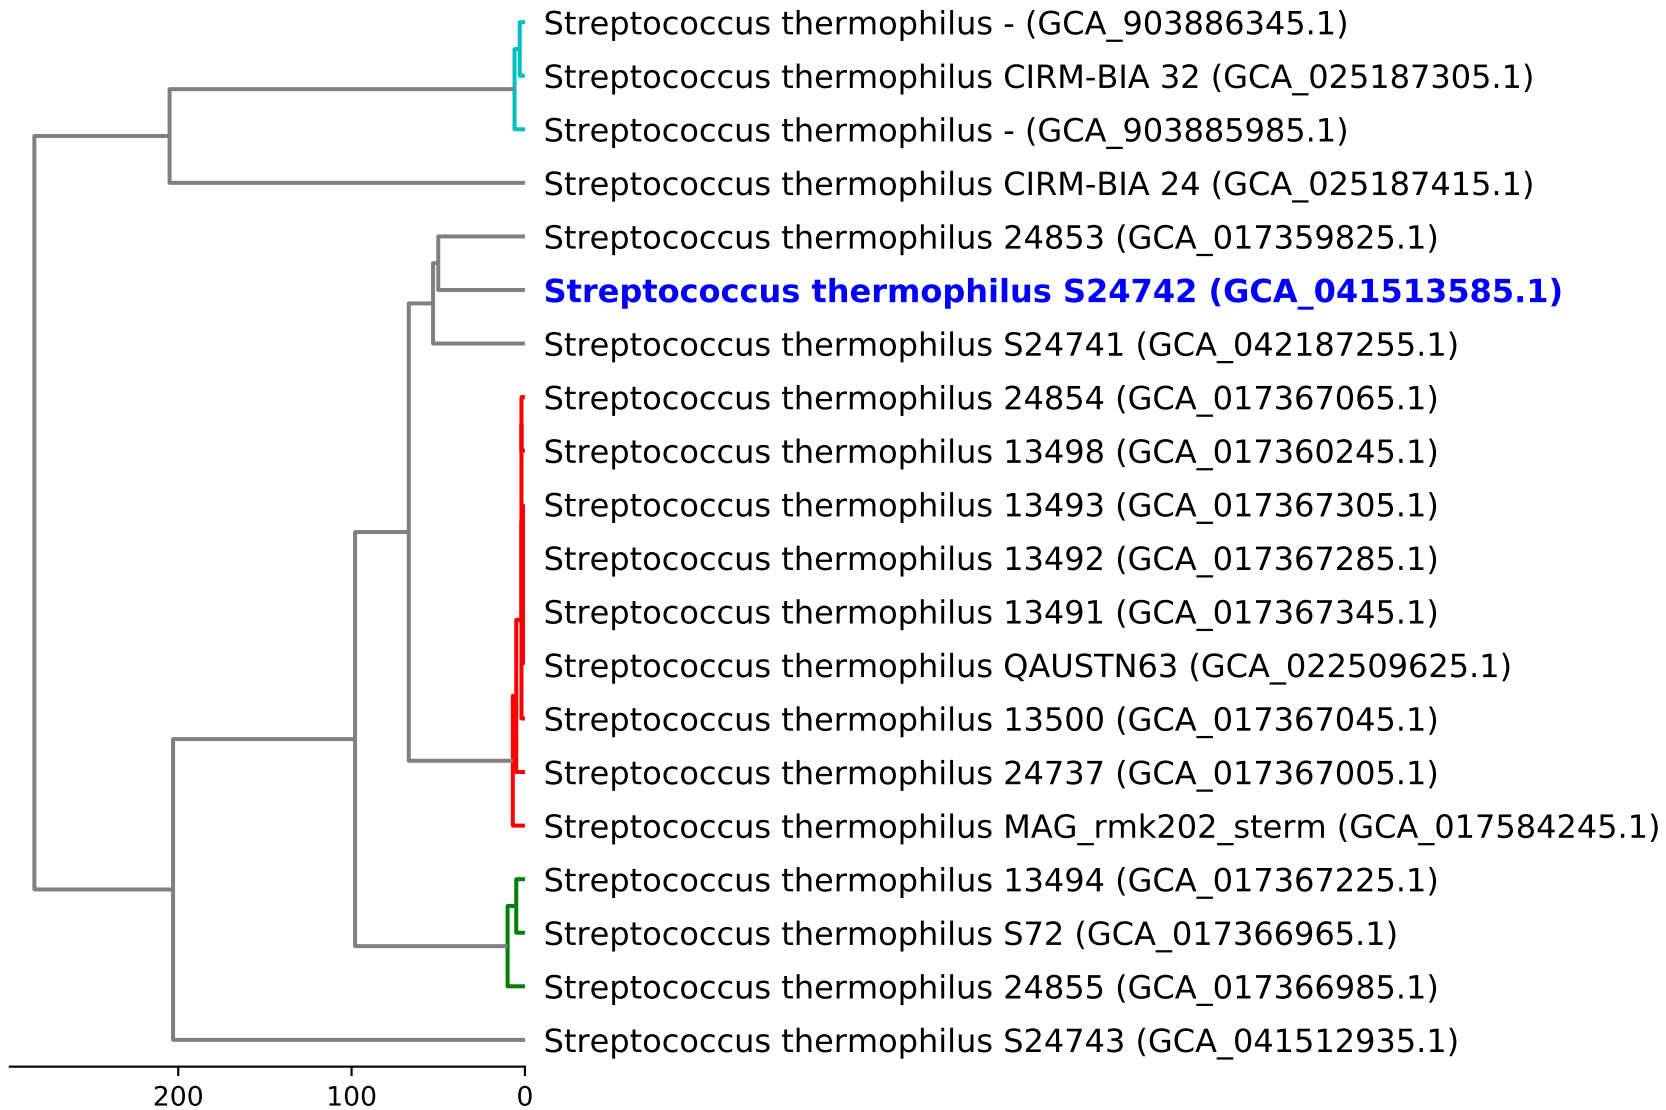 Streptococcus thermophilus - (GCA_903886345.1)
Streptococcus thermophilus CIRM-BIA 32 (GCA_025187305.1)
Streptococcus thermophilus - (GCA_903885985.1)
Streptococcus thermophilus CIRM-BIA 24 (GCA_025187415.1)
Streptococcus thermophilus 24853 (GCA_017359825.1)
Streptococcus thermophilus S24742 (GCA_041513585.1)
Streptococcus thermophilus S24741 (GCA_042187255.1)
Streptococcus thermophilus 24854 (GCA_017367065.1)
Streptococcus thermophilus 13498 (GCA_017360245.1)
Streptococcus thermophilus 13493 (GCA_017367305.1)
Streptococcus thermophilus 13492 (GCA_017367285.1)
Streptococcus thermophilus 13491 (GCA_017367345.1)
Streptococcus thermophilus QAUSTN63 (GCA_022509625.1)
Streptococcus thermophilus 13500 (GCA_017367045.1)
Streptococcus thermophilus 24737 (GCA_017367005.1)
Streptococcus thermophilus MAG_rmk202_sterm (GCA_017584245.1)
Streptococcus thermophilus 13494 (GCA_017367225.1)
Streptococcus thermophilus S72 (GCA_017366965.1)
Streptococcus thermophilus 24855 (GCA_017366985.1)
Streptococcus thermophilus S24743 (GCA_041512935.1)
200 100 0